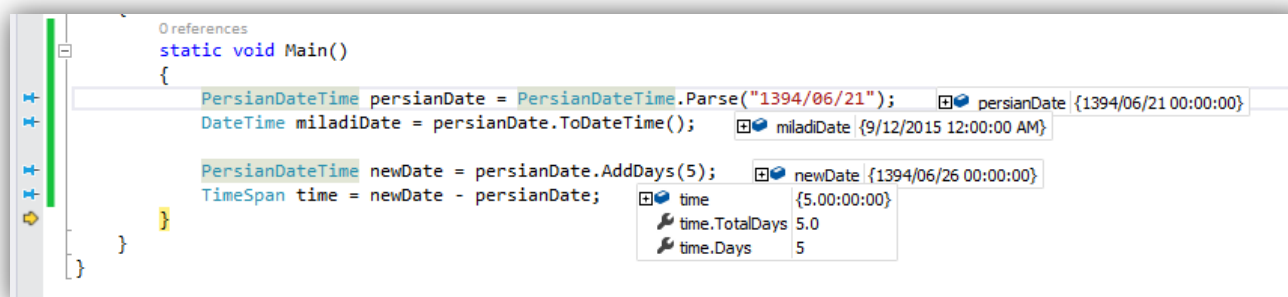 {
0 references
static void Main()
{
PersianDateTime persianDate = PersianDateTime.Parse("1394/06/21"); persianDate {1394/06/21 00:00:00}
DateTime miladiDate = persianDate.ToDateTime(); miladiDate {9/12/2015 12:00:00 AM}
PersianDateTime newDate = persianDate.AddDays(5); newDate {1394/06/26 00:00:00}
TimeSpan time = newDate - persianDate; time {5.00:00:00}
time.TotalDays 5.0
} time.Days 5
}
}